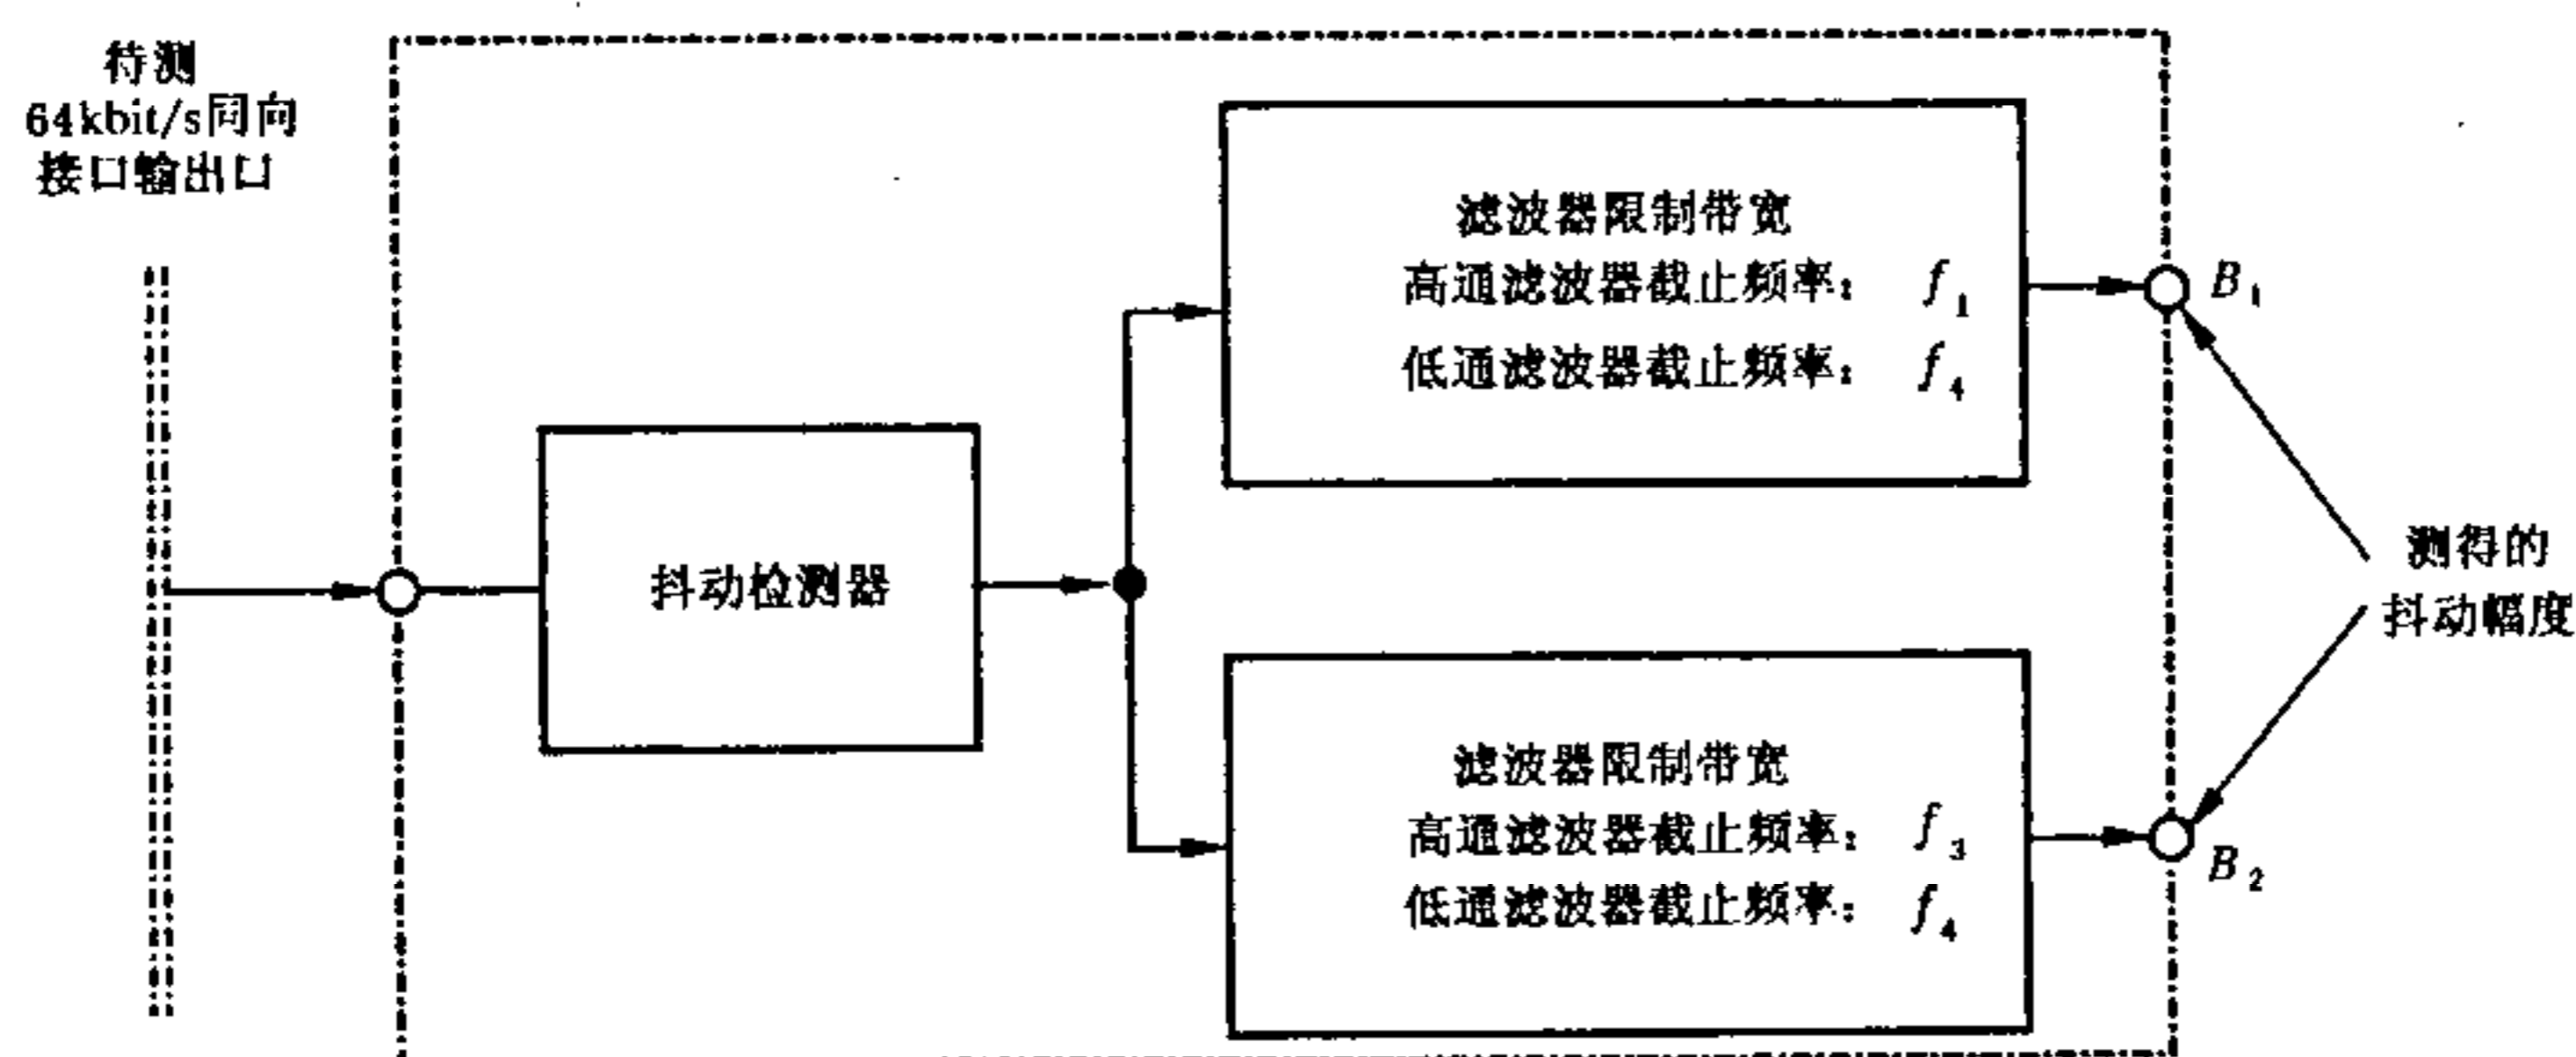 待测
64kbit/s同向
接口输出口
滤波器限制带宽
高通滤波器截止频率： f1
低通滤波器截止频率： f4
B1
抖动检测器
测得的
抖动幅度
滤波器限制带宽
高通滤波器截止频率： f3
低通滤波器截止频率： f4
B2